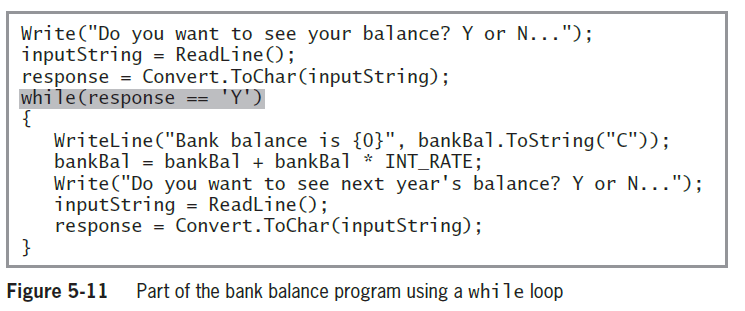 Write("Do you want to see your balance? Y or N...");
inputString = ReadLine();
response = Convert.ToChar(inputString);
while(response == 'Y')
{
   WriteLine("Bank balance is {0}", bankBal.ToString("C"));
   bankBal = bankBal + bankBal * INT_RATE;
   Write("Do you want to see next year's balance? Y or N...");
   inputString = ReadLine();
   response = Convert.ToChar(inputString);
}
Figure 5-11 Part of the bank balance program using a while loop